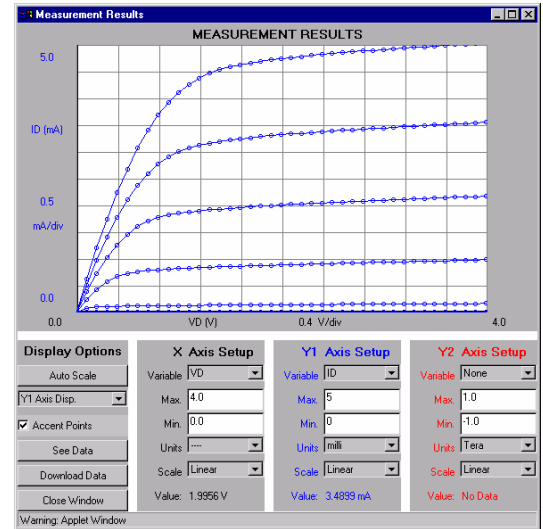 Measurement Results
MEASUREMENT RESULTS
5.0
ID (mA)
0.5
mA/div
0.0
0.0 VD (V) 0.4 V/div 4.0
Display Options
Auto Scale
Y1 Axis Disp.
Accent Points
See Data
Download Data
Close Window
X Axis Setup
Variable VD
Max. 4.0
Min. 0.0
Units ----
Scale Linear
Value: 1.9956 V
Y1 Axis Setup
Variable ID
Max. 5
Min. 0
Units milli
Scale Linear
Value: 3.4899 mA
Y2 Axis Setup
Variable None
Max. 1.0
Min. -1.0
Units Tera
Scale Linear
Value: No Data
Warning: Applet Window